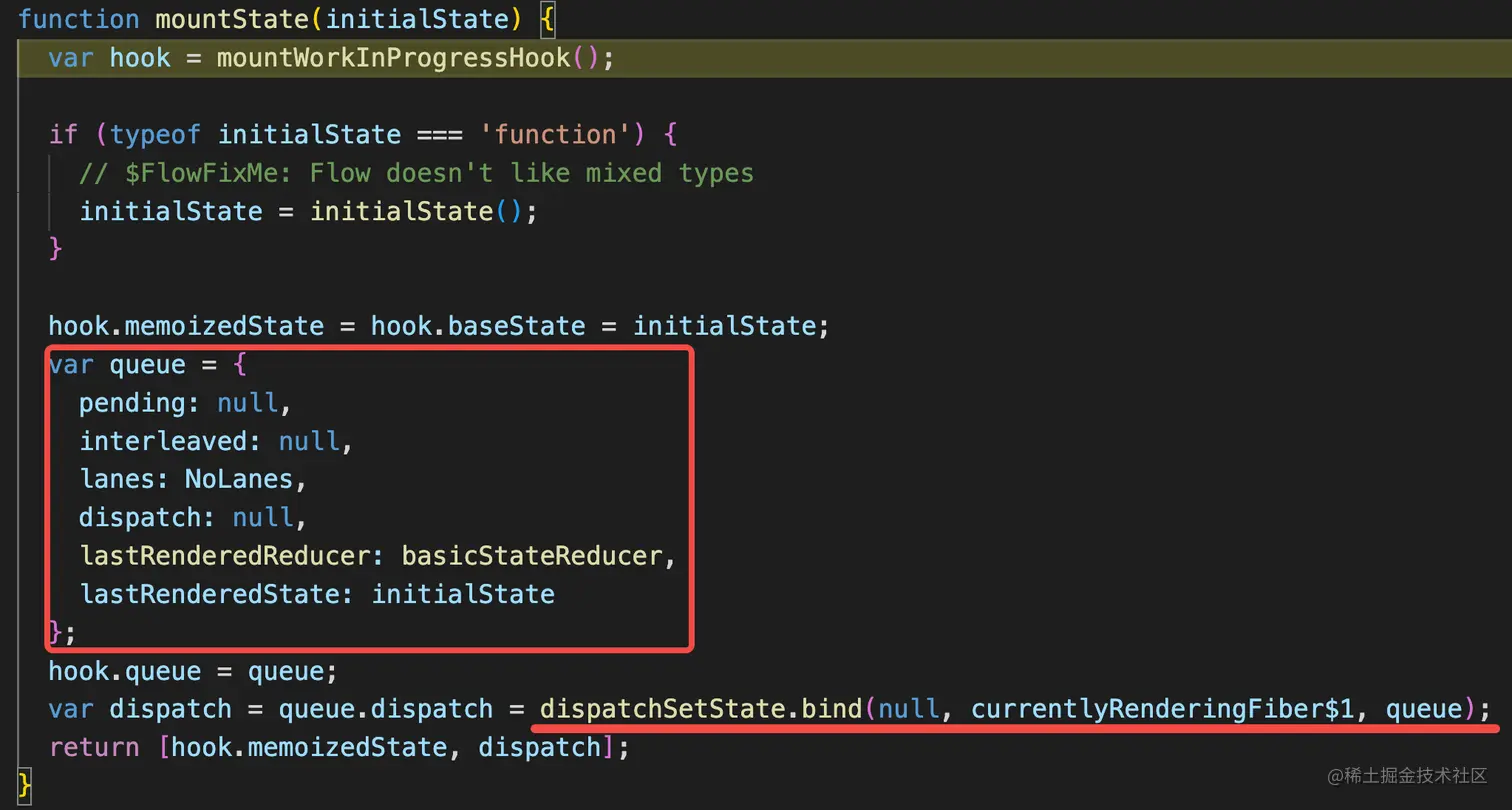 function mountState(initialState) {
  var hook = mountWorkInProgressHook();
  if (typeof initialState === 'function') {
    // $FlowFixMe: Flow doesn't like mixed types
    initialState = initialState();
  }
  hook.memoizedState = hook.baseState = initialState;
  var queue = {
    pending: null,
    interleaved: null,
    lanes: NoLanes,
    dispatch: null,
    lastRenderedReducer: basicStateReducer,
    lastRenderedState: initialState
  };
  hook.queue = queue;
  var dispatch = queue.dispatch = dispatchSetState.bind(null, currentlyRenderingFiber$1, queue);
  return [hook.memoizedState, dispatch];
}
@稀土掘金技术社区